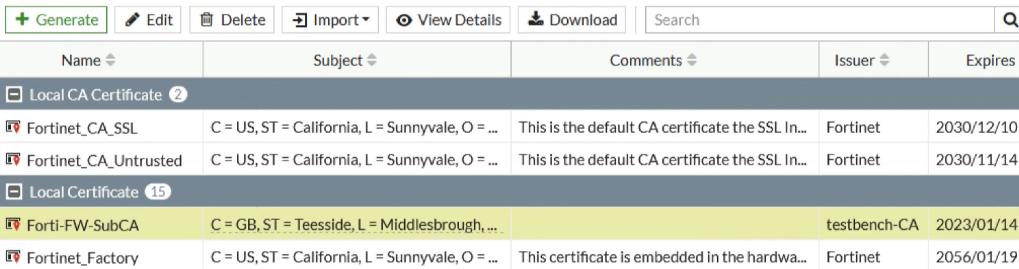 + Generate Edit Delete Import View Details Download Search
Name Subject Comments Issuer Expires
Local CA Certificate 2
Fortinet_CA_SSL C = US, ST = California, L = Sunnyvale, O = ... This is the default CA certificate the SSL In... Fortinet 2030/12/10
Fortinet_CA_Untrusted C = US, ST = California, L = Sunnyvale, O = ... This is the default CA certificate the SSL In... Fortinet 2030/11/14
Local Certificate 15
Forti-FW-SubCA C = GB, ST = Teesside, L = Middlesbrough, ... testbench-CA 2023/01/14
Fortinet_Factory C = US, ST = California, L = Sunnyvale, O = ... This certificate is embedded in the hardwa... Fortinet 2056/01/19